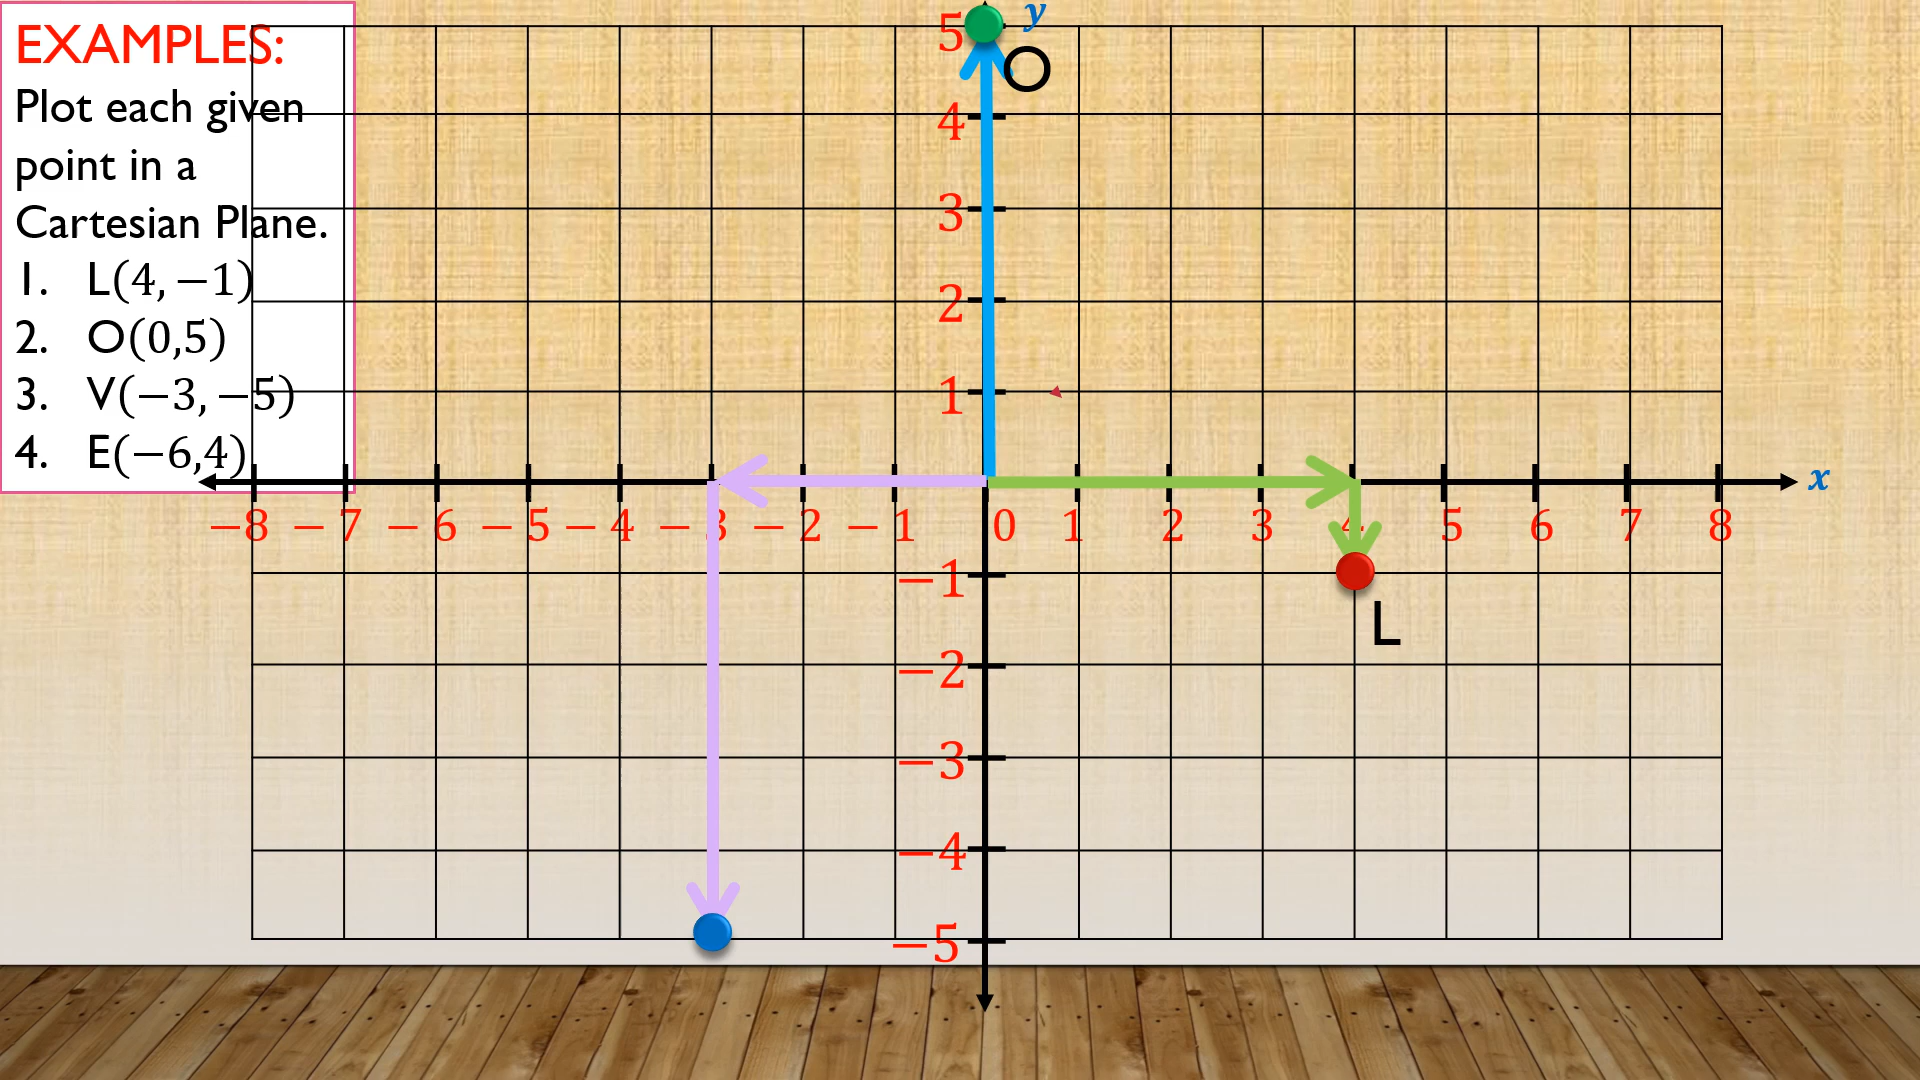 EXAMPLES:
Plot each given
point in a
Cartesian Plane.
1. L(4, −1)
2. O(0,5)
3. V(−3, −5)
4. E(−6,4)
y
5
O
4
3
2
1
x
−8 −7 −6 −5 −4 −3 −2 −1 0 1 2 3 4 5 6 7 8
−1
L
−2
−3
−4
−5